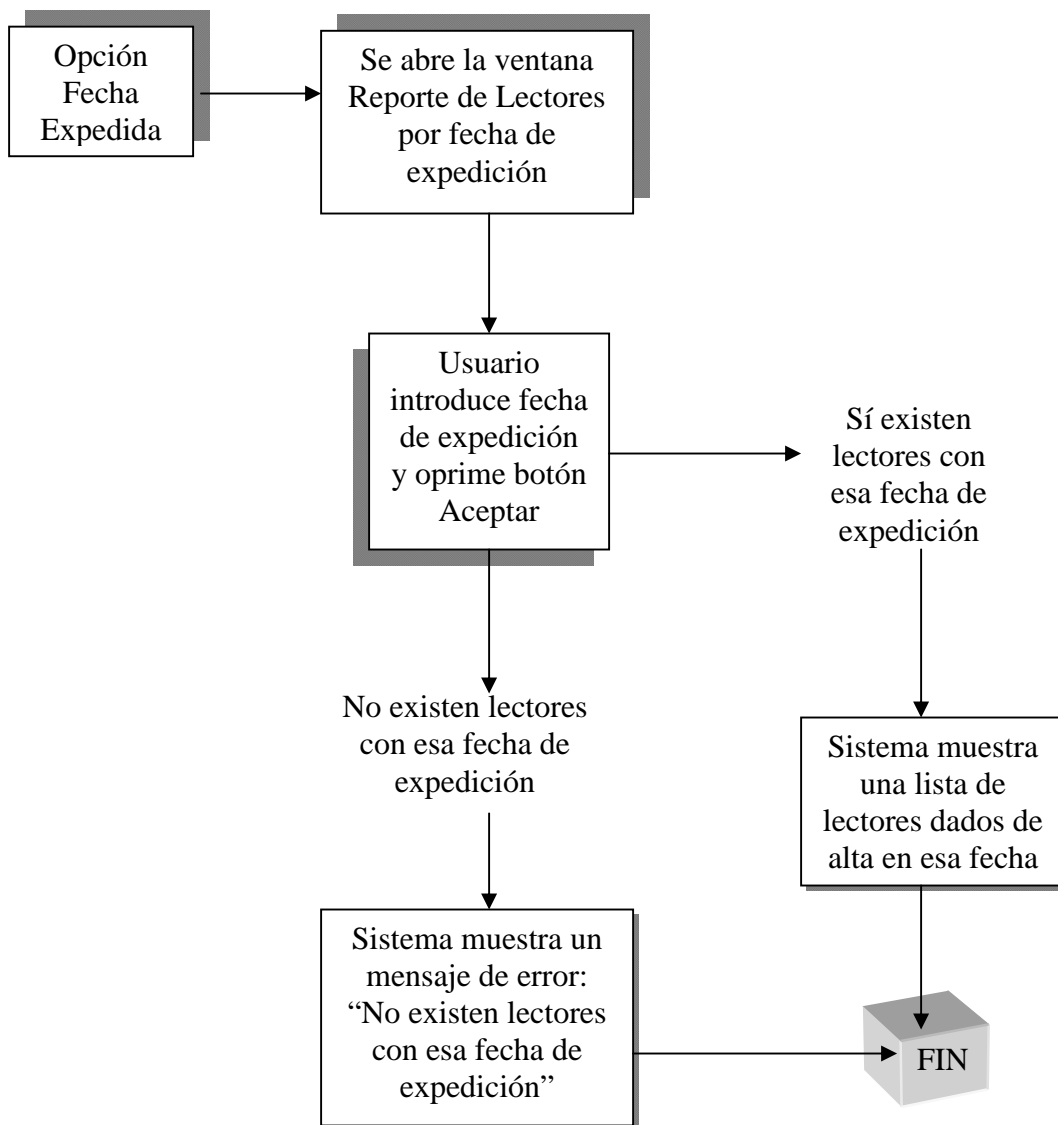 Opción
Fecha
Expedida
Se abre la ventana
Reporte de Lectores
por fecha de
expedición
Usuario
introduce fecha
de expedición
y oprime botón
Aceptar
Sí existen
lectores con
esa fecha de
expedición
No existen lectores
con esa fecha de
expedición
Sistema muestra
una lista de
lectores dados de
alta en esa fecha
Sistema muestra un
mensaje de error:
“No existen lectores
con esa fecha de
expedición”
FIN